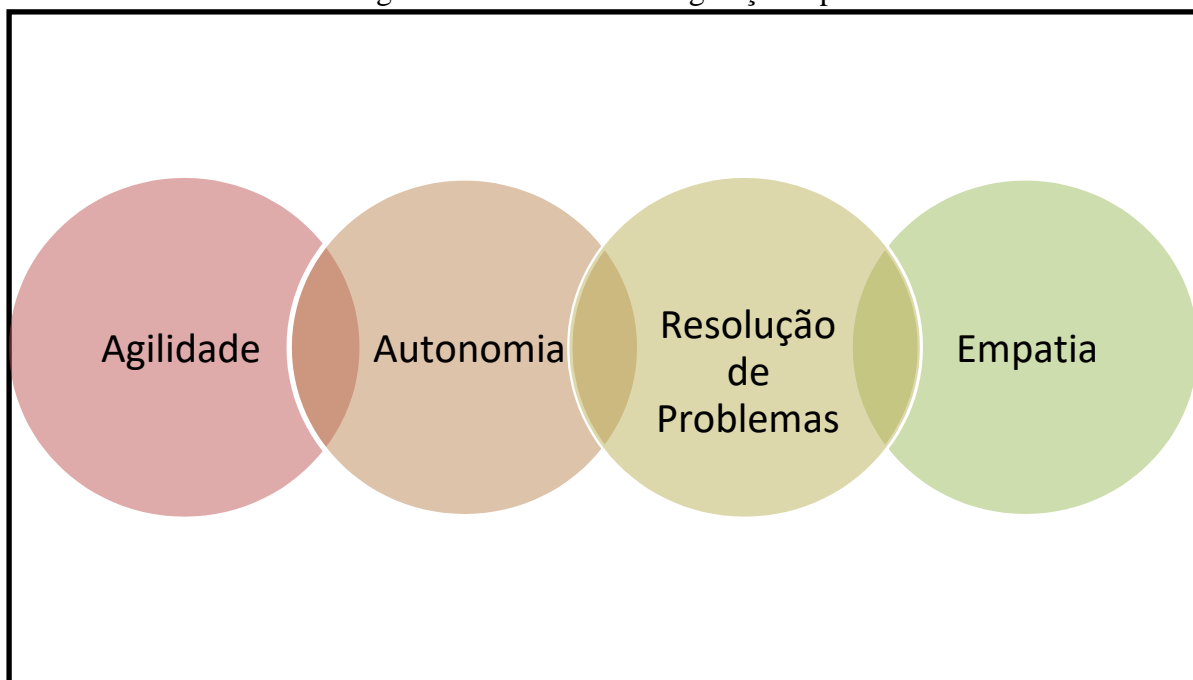 Agilidade
Autonomia
Resolução
de
Problemas
Empatia